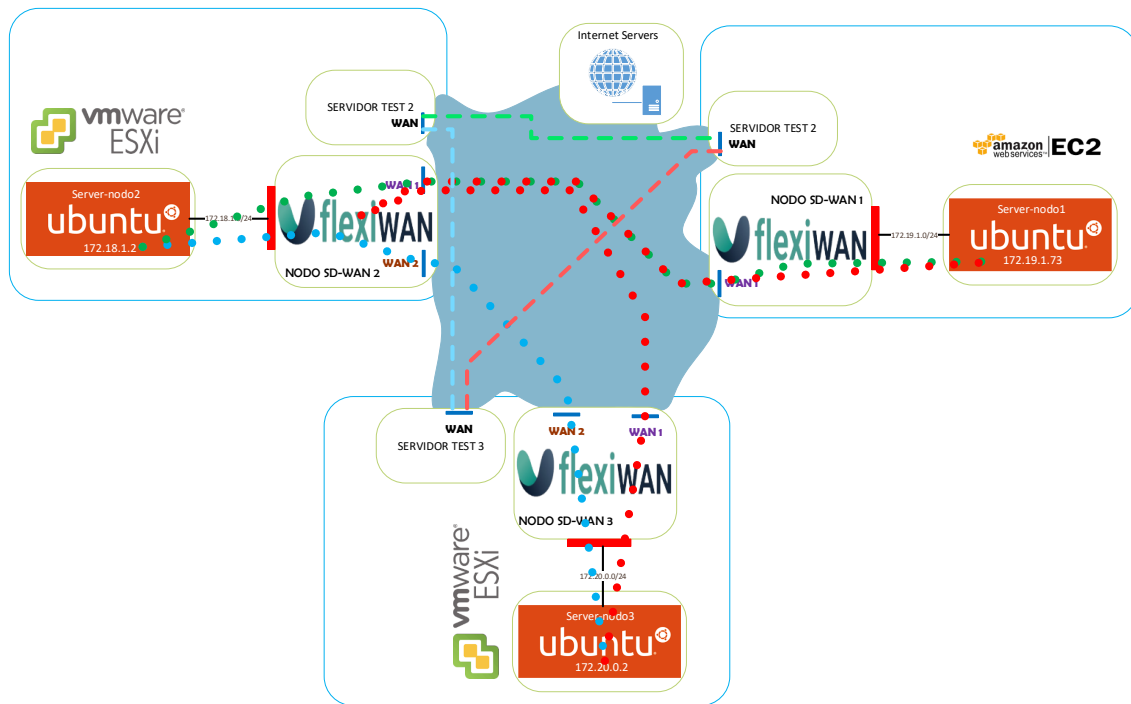 Internet Servers
SERVIDOR TEST 2
WAN
vmware®
ESXi
Server-nodo2
ubuntu®
172.18.1.2
WAN 1
flexiWAN
WAN 2
NODO SD-WAN 2
SERVIDOR TEST 2
WAN
amazon
web services™
EC2
NODO SD-WAN 1
flexiWAN
WAN 1
172.19.1.0/24
Server-nodo1
ubuntu®
172.19.1.73
WAN
SERVIDOR TEST 3
WAN 2
WAN 1
flexiWAN
NODO SD-WAN 3
172.20.0.0/24
vmware®
ESXi
Server-nodo3
ubuntu®
172.20.0.2